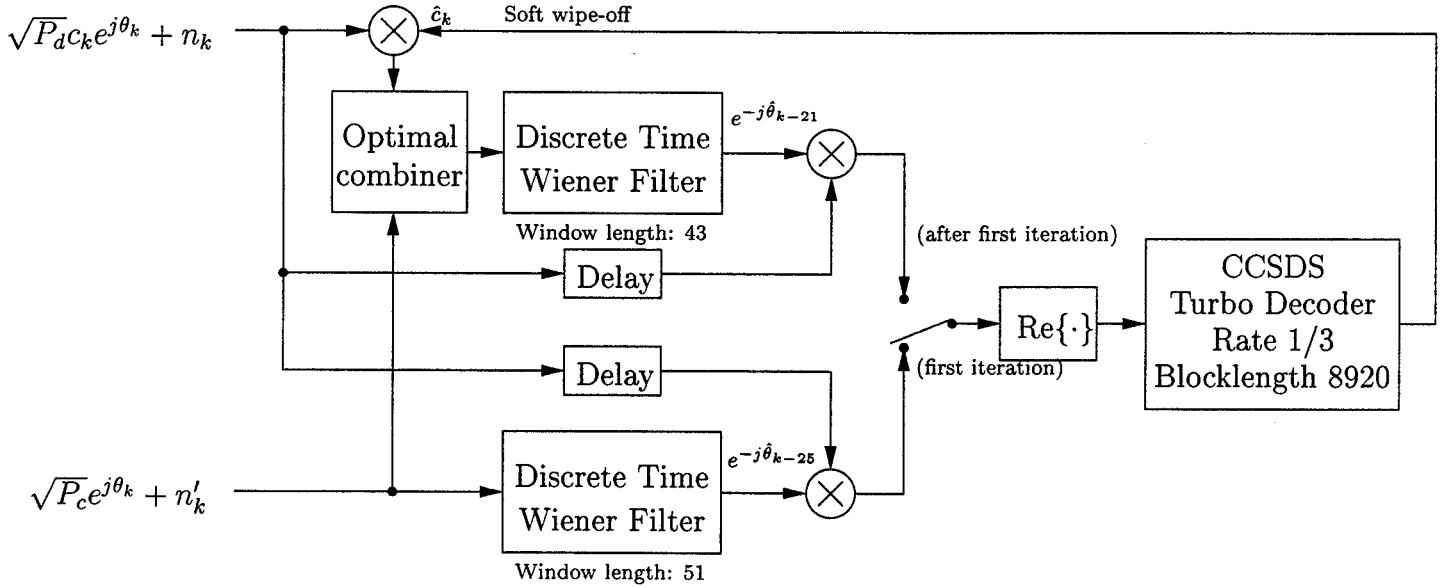 √P_d c_k e^{jθ_k} + n_k
ĉ_k
Soft wipe-off
Optimal
combiner
Discrete Time
Wiener Filter
Window length: 43
e^{-jθ̂_{k-21}}
Delay
(after first iteration)
CCSDS
Turbo Decoder
Rate 1/3
Blocklength 8920
Re{·}
(first iteration)
Delay
√P_c e^{jθ_k} + n'_k
Discrete Time
Wiener Filter
Window length: 51
e^{-jθ̂_{k-25}}